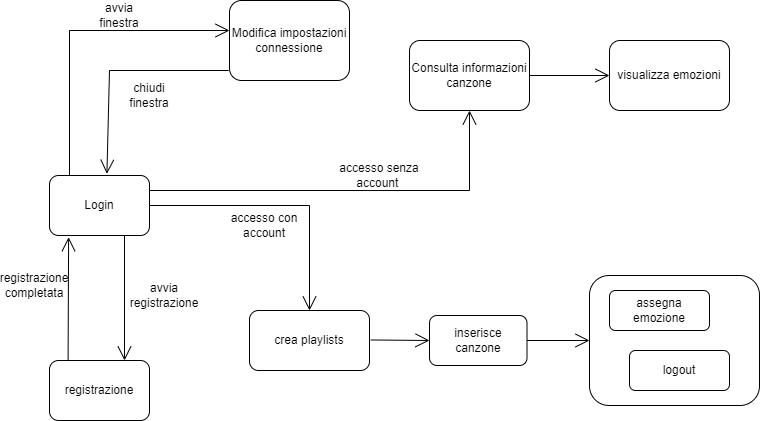 avvia
finestra
Modifica impostazioni
connessione
chiudi
finestra
Consulta informazioni
canzone
visualizza emozioni
accesso senza
account
Login
accesso con
account
registrazione
completata
avvia
registrazione
crea playlists
inserisce
canzone
assegna
emozione
logout
registrazione